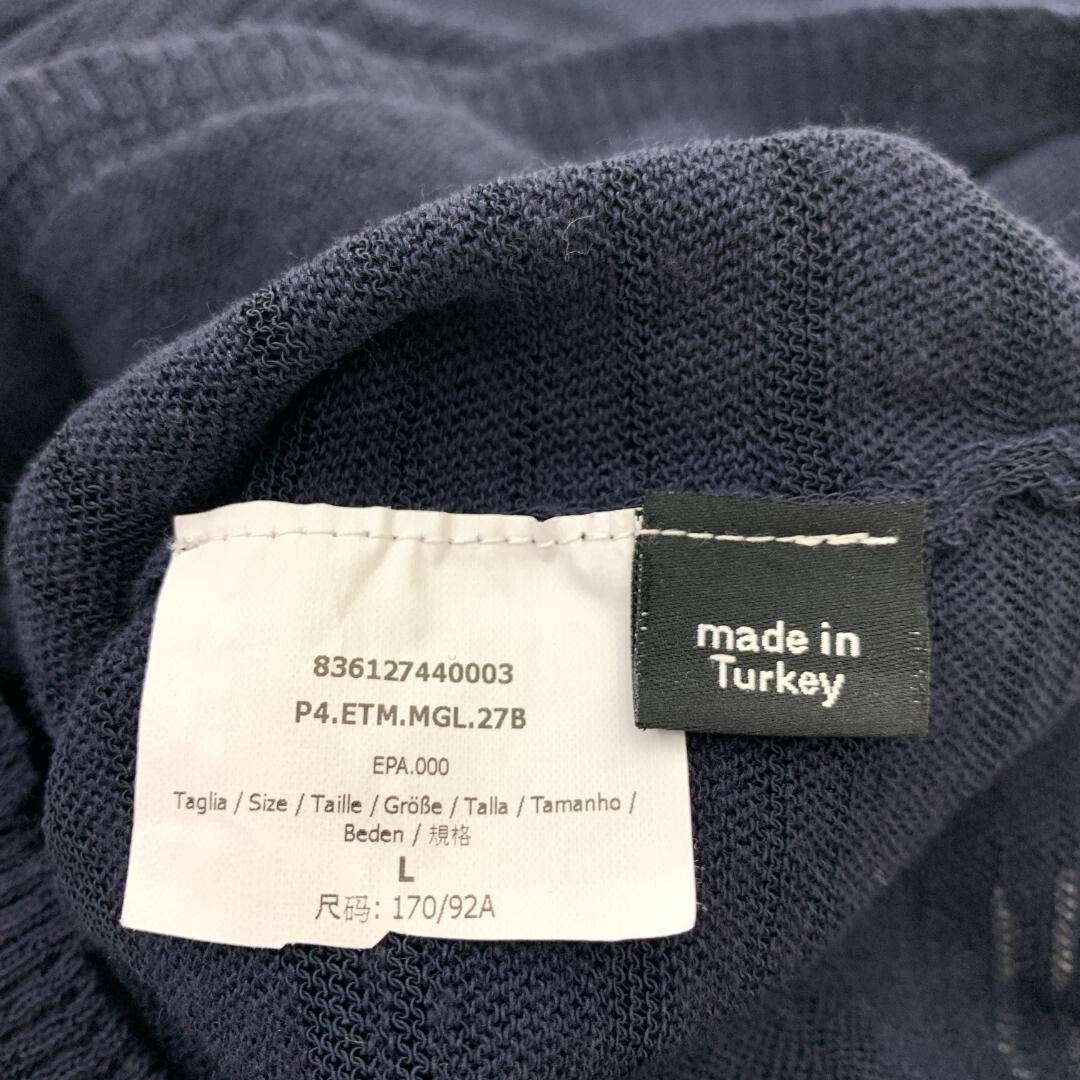 836127440003
P4.ETM.MGL.27B
EPA.000
Taglia / Size / Taille / Größe / Talla / Tamanho /
Beden / 規格
L
尺码: 170/92A
made in
Turkey